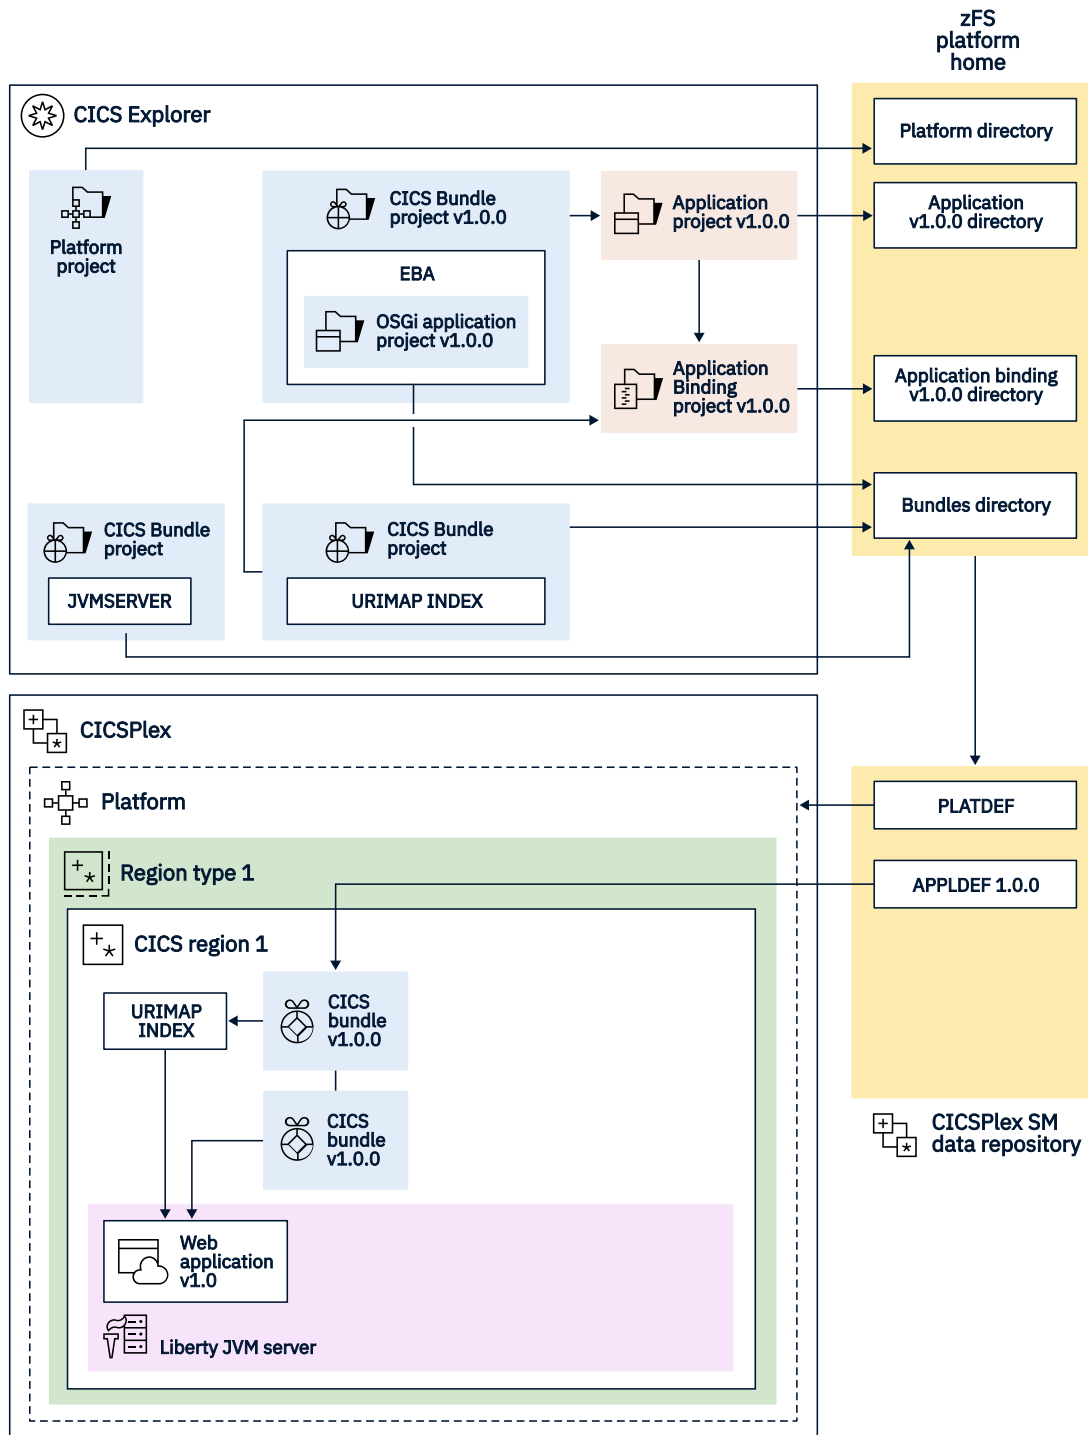 zFS
platform
home
CICS Explorer
Platform directory
Platform
project
CICS Bundle
project v1.0.0
Application
project v1.0.0
Application
v1.0.0 directory
EBA
OSGi application
project v1.0.0
Application
Binding
project v1.0.0
Application binding
v1.0.0 directory
Bundles directory
CICS Bundle
project
JVMSERVER
CICS Bundle
project
URIMAP INDEX
CICSPlex
Platform
PLATDEF
Region type 1
APPLDEF 1.0.0
CICS region 1
URIMAP
INDEX
CICS
bundle
v1.0.0
CICS
bundle
v1.0.0
CICSPlex SM
data repository
Web
application
v1.0
Liberty JVM server